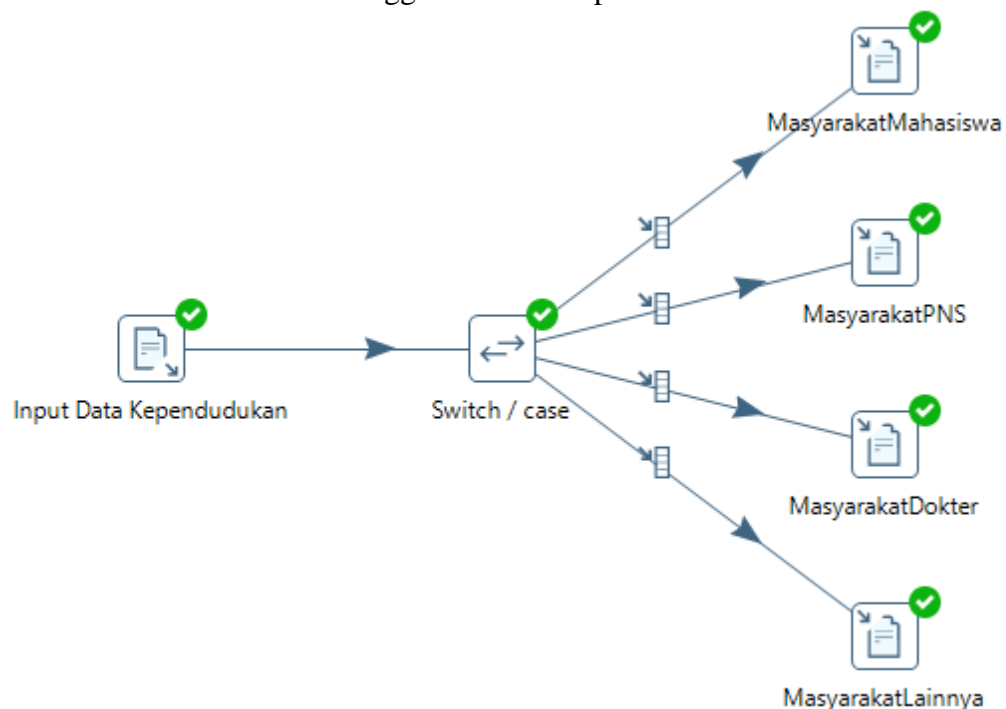 MasyarakatMahasiswa
MasyarakatPNS
Input Data Kependudukan
Switch / case
MasyarakatDokter
MasyarakatLainnya